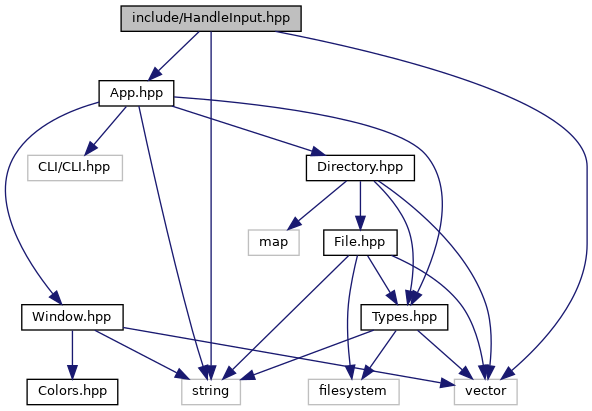 include/HandleInput.hpp
App.hpp
CLI/CLI.hpp
Directory.hpp
map
File.hpp
Window.hpp
Types.hpp
Colors.hpp
string
filesystem
vector